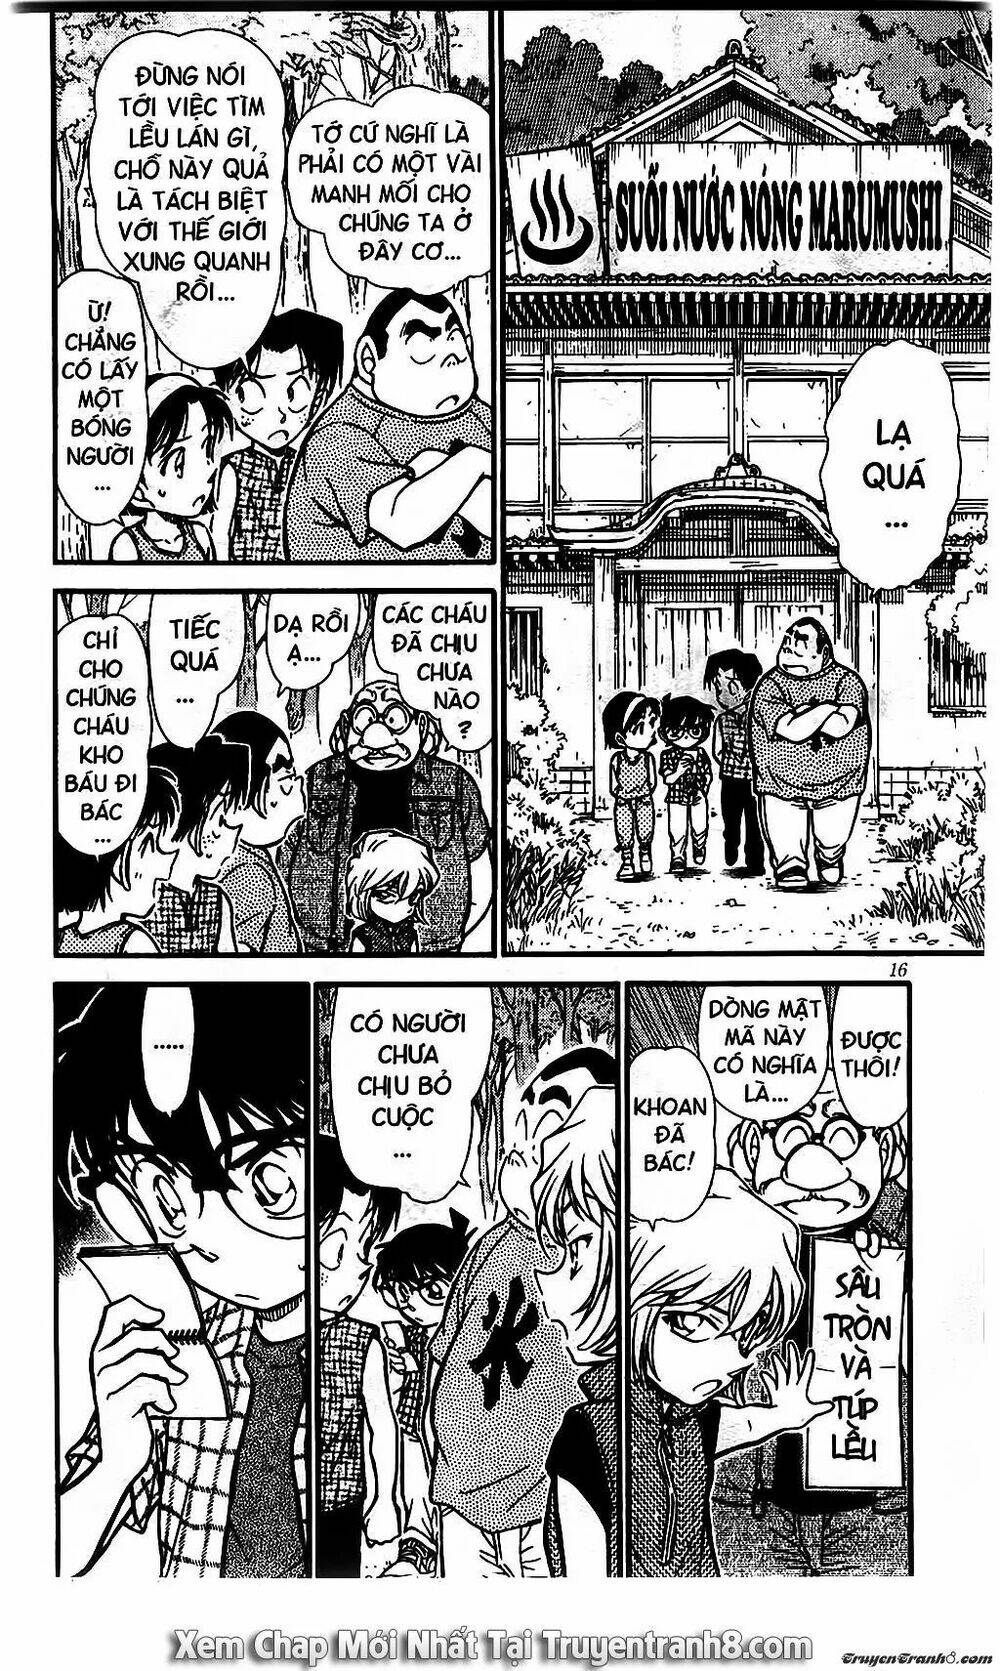 SUỐI NƯỚC NÓNG MARUMUSHI
LẠ
QUÁ
...
TỚ CỨ NGHĨ LÀ
PHẢI CÓ MỘT VÀI
MANH MỐI CHO
CHÚNG TA Ở
ĐÂY CƠ...
ĐỪNG NÓI
TỚI VIỆC TÌM
LỀU LÁN GÌ,
CHỖ NÀY QUẢ
LÀ TÁCH BIỆT
VỚI THẾ GIỚI
XUNG QUANH
RỒI...
Ừ!
CHẲNG
CÓ LẤY
MỘT
BÓNG
NGƯỜI
...
CÁC CHÁU
ĐÃ CHỊU
CHƯA
NÀO
?
DẠ RỒI
Ạ...
TIẾC
QUÁ
...
CHỈ
CHO
CHÚNG
CHÁU
KHO
BÁU ĐI
BÁC
...
16
ĐƯỢC
THÔI!
DÒNG MẬT
MÃ NÀY
CÓ NGHĨA
LÀ...
KHOAN
ĐÃ
BÁC!
SÂU
TRÒN
VÀ
TÚP
LỀU
CÓ NGƯỜI
CHƯA
CHỊU BỎ
CUỘC
...
......
Xem Chap Mới Nhất Tại Truyentranh8.com
TruyenTranh8.com